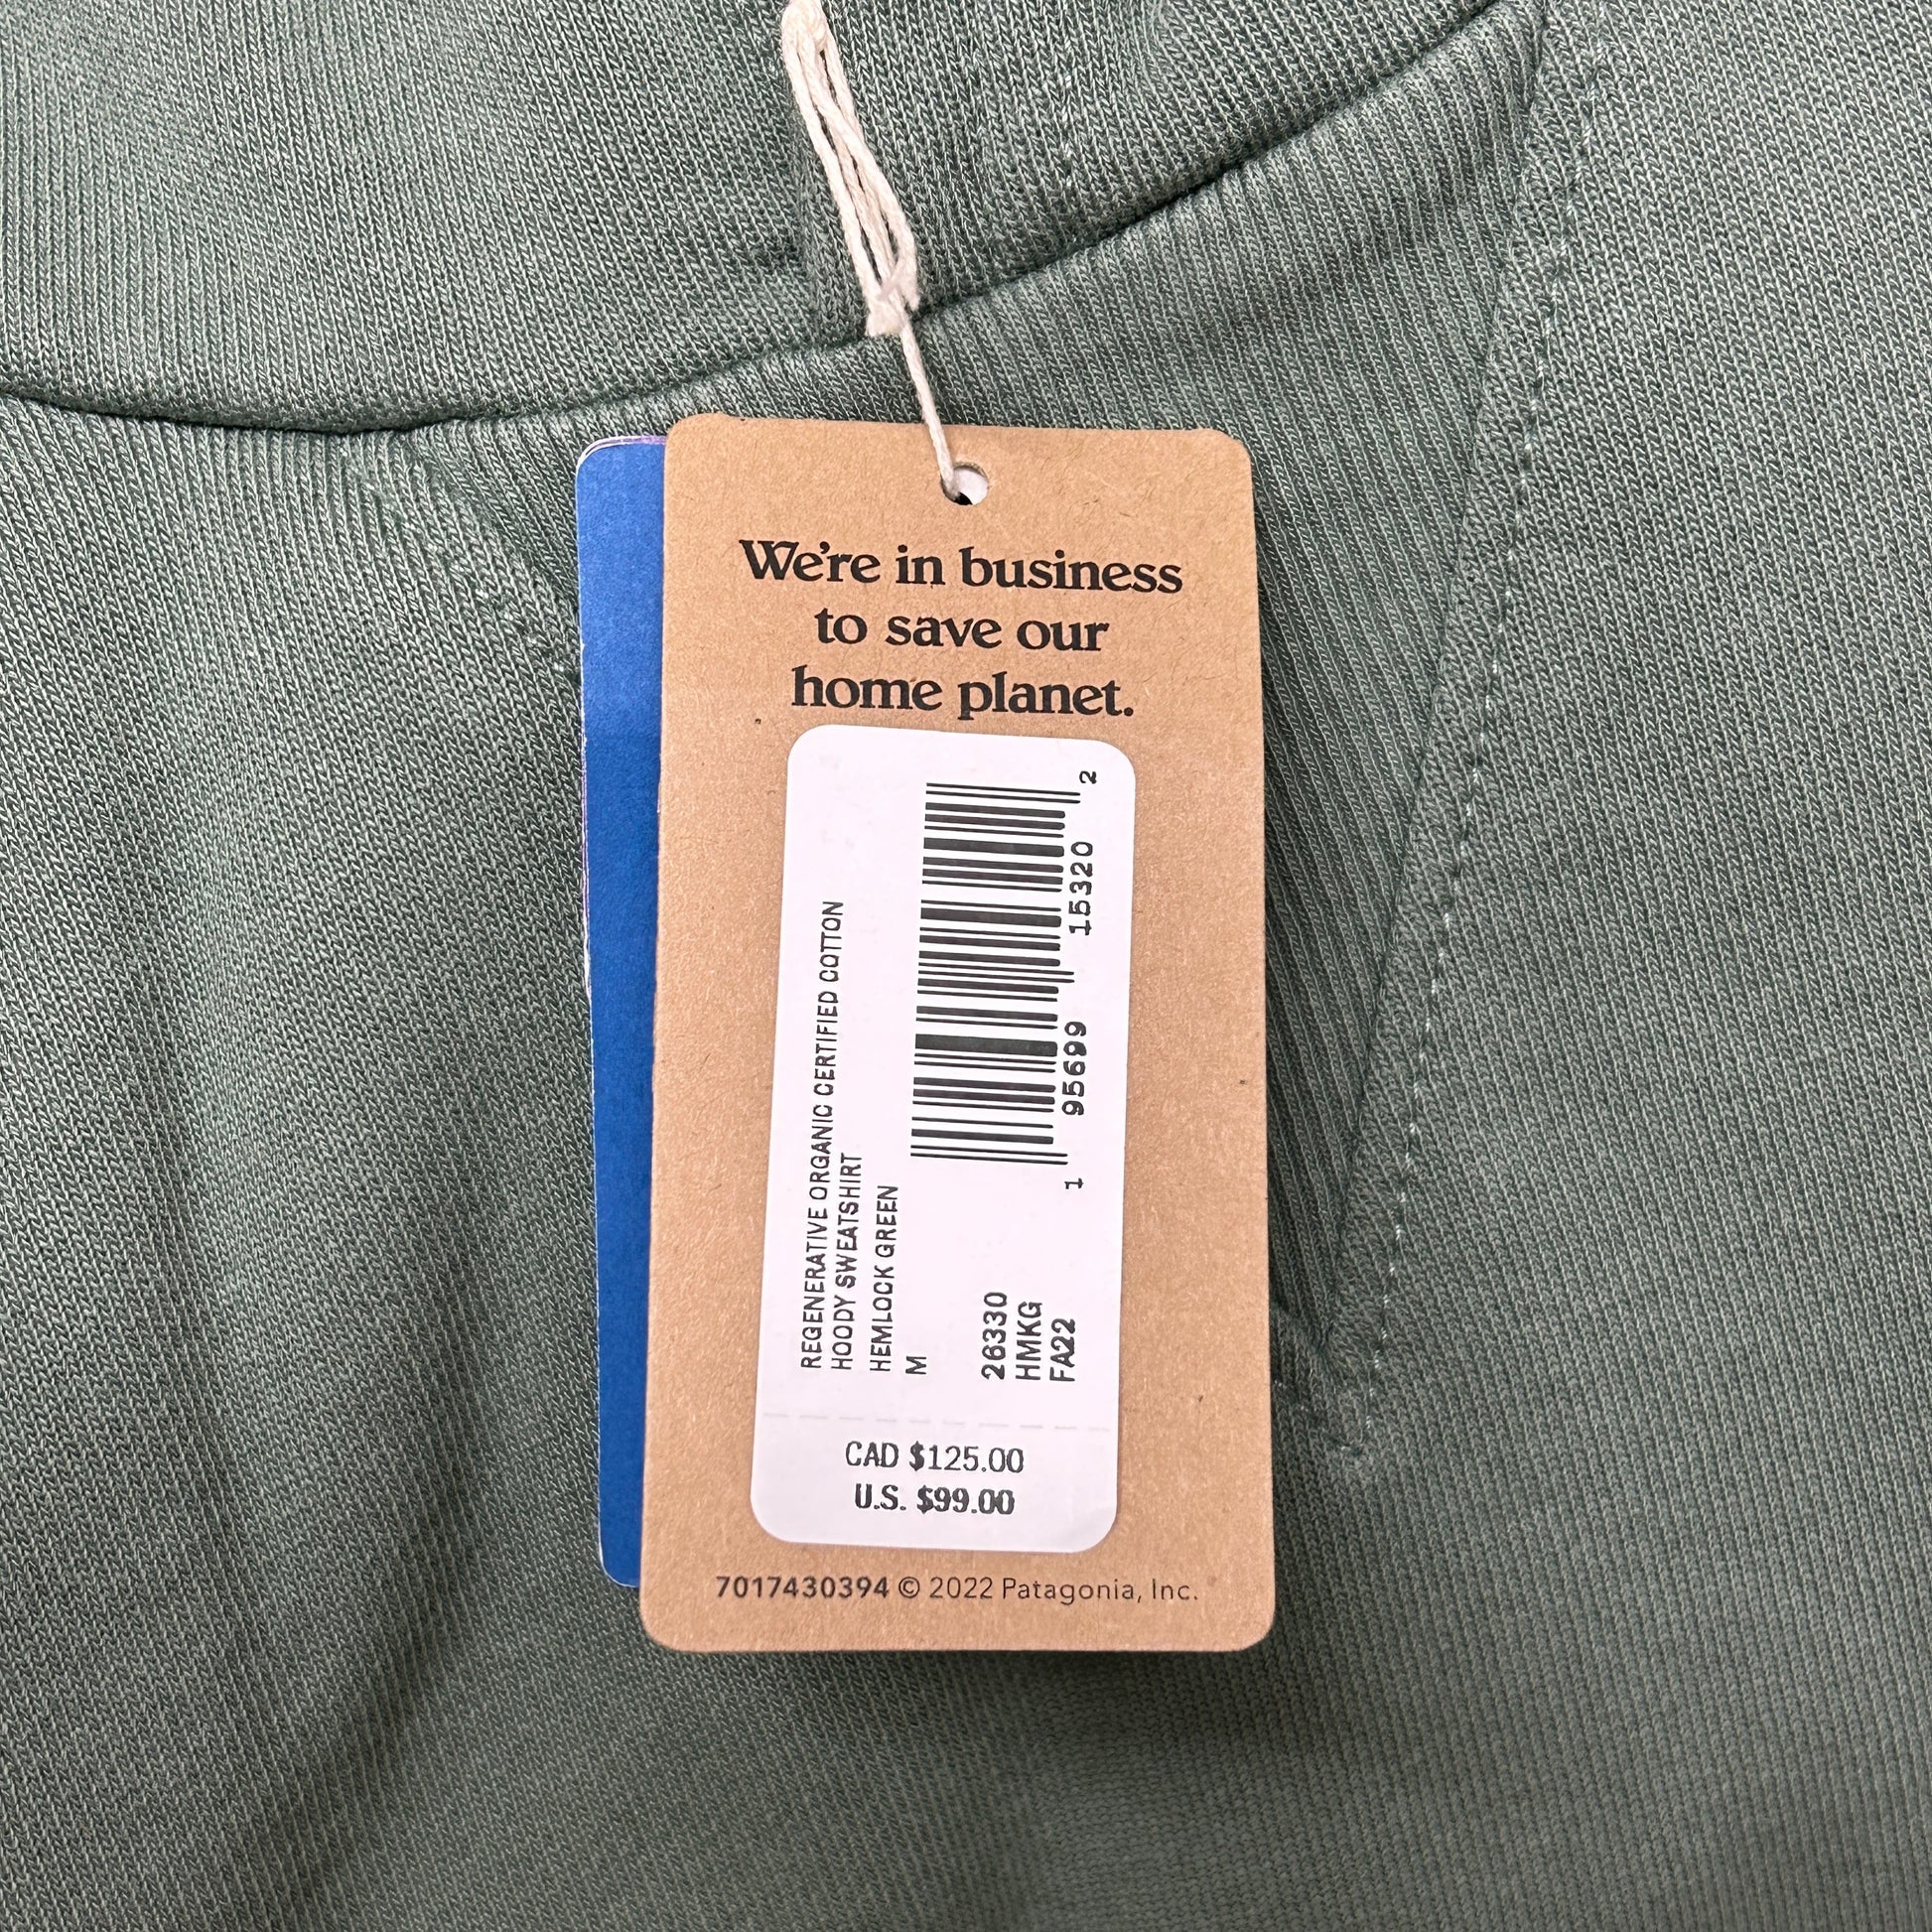 We're in business
to save our
home planet.
REGENERATIVE ORGANIC CERTIFIED COTTON
HOODY SWEATSHIRT
HEMLOCK GREEN
M
26330
HMKG
FA22
1 95699 15320 2
CAD $125.00
U.S. $99.00
7017430394 © 2022 Patagonia, Inc.